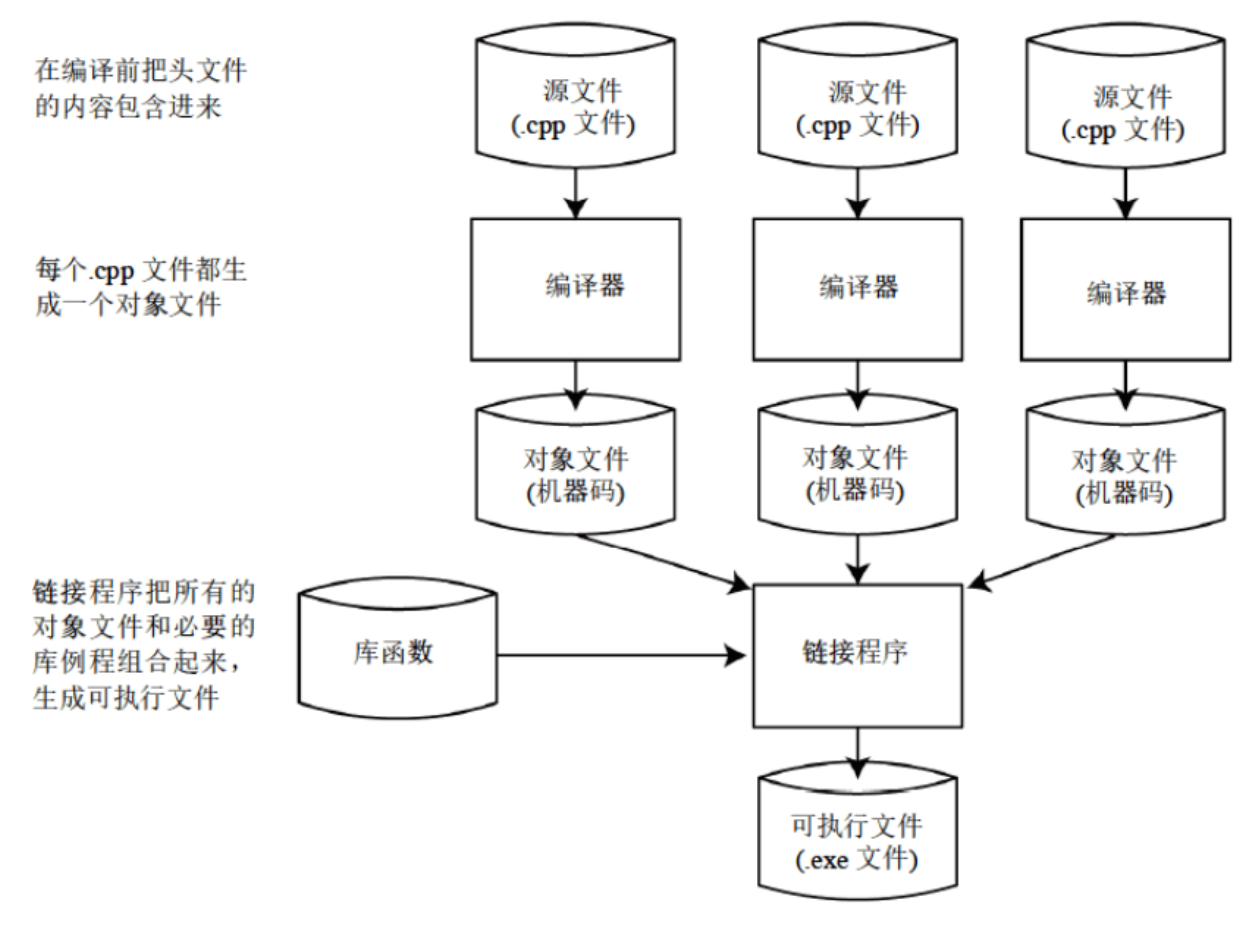 在编译前把头文件
的内容包含进来
源文件
(.cpp 文件)
源文件
(.cpp 文件)
源文件
(.cpp 文件)
每个.cpp 文件都生
成一个对象文件
编译器
编译器
编译器
对象文件
(机器码)
对象文件
(机器码)
对象文件
(机器码)
链接程序把所有的
对象文件和必要的
库例程组合起来，
生成可执行文件
库函数
链接程序
可执行文件
(.exe 文件)